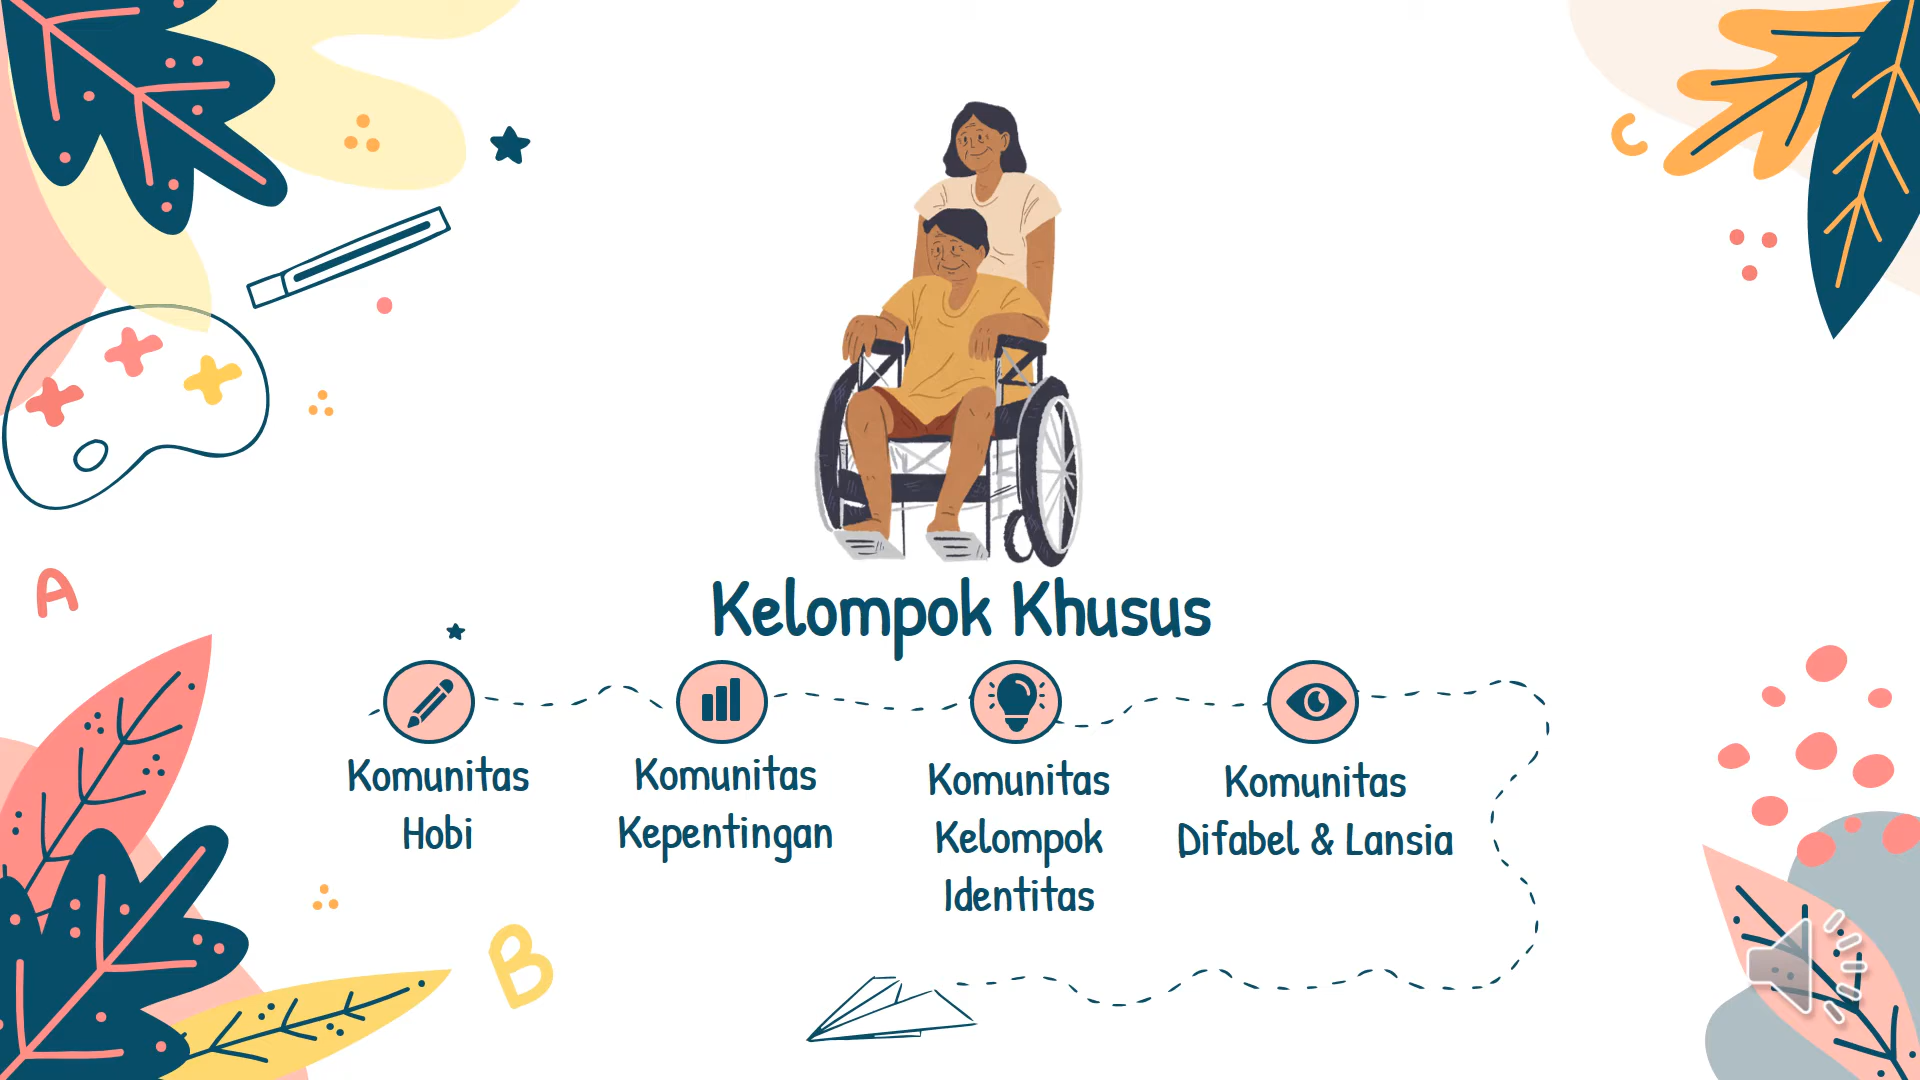 C
A
Kelompok Khusus
Komunitas
Hobi
Komunitas
Kepentingan
Komunitas
Kelompok
Identitas
Komunitas
Difabel & Lansia
B